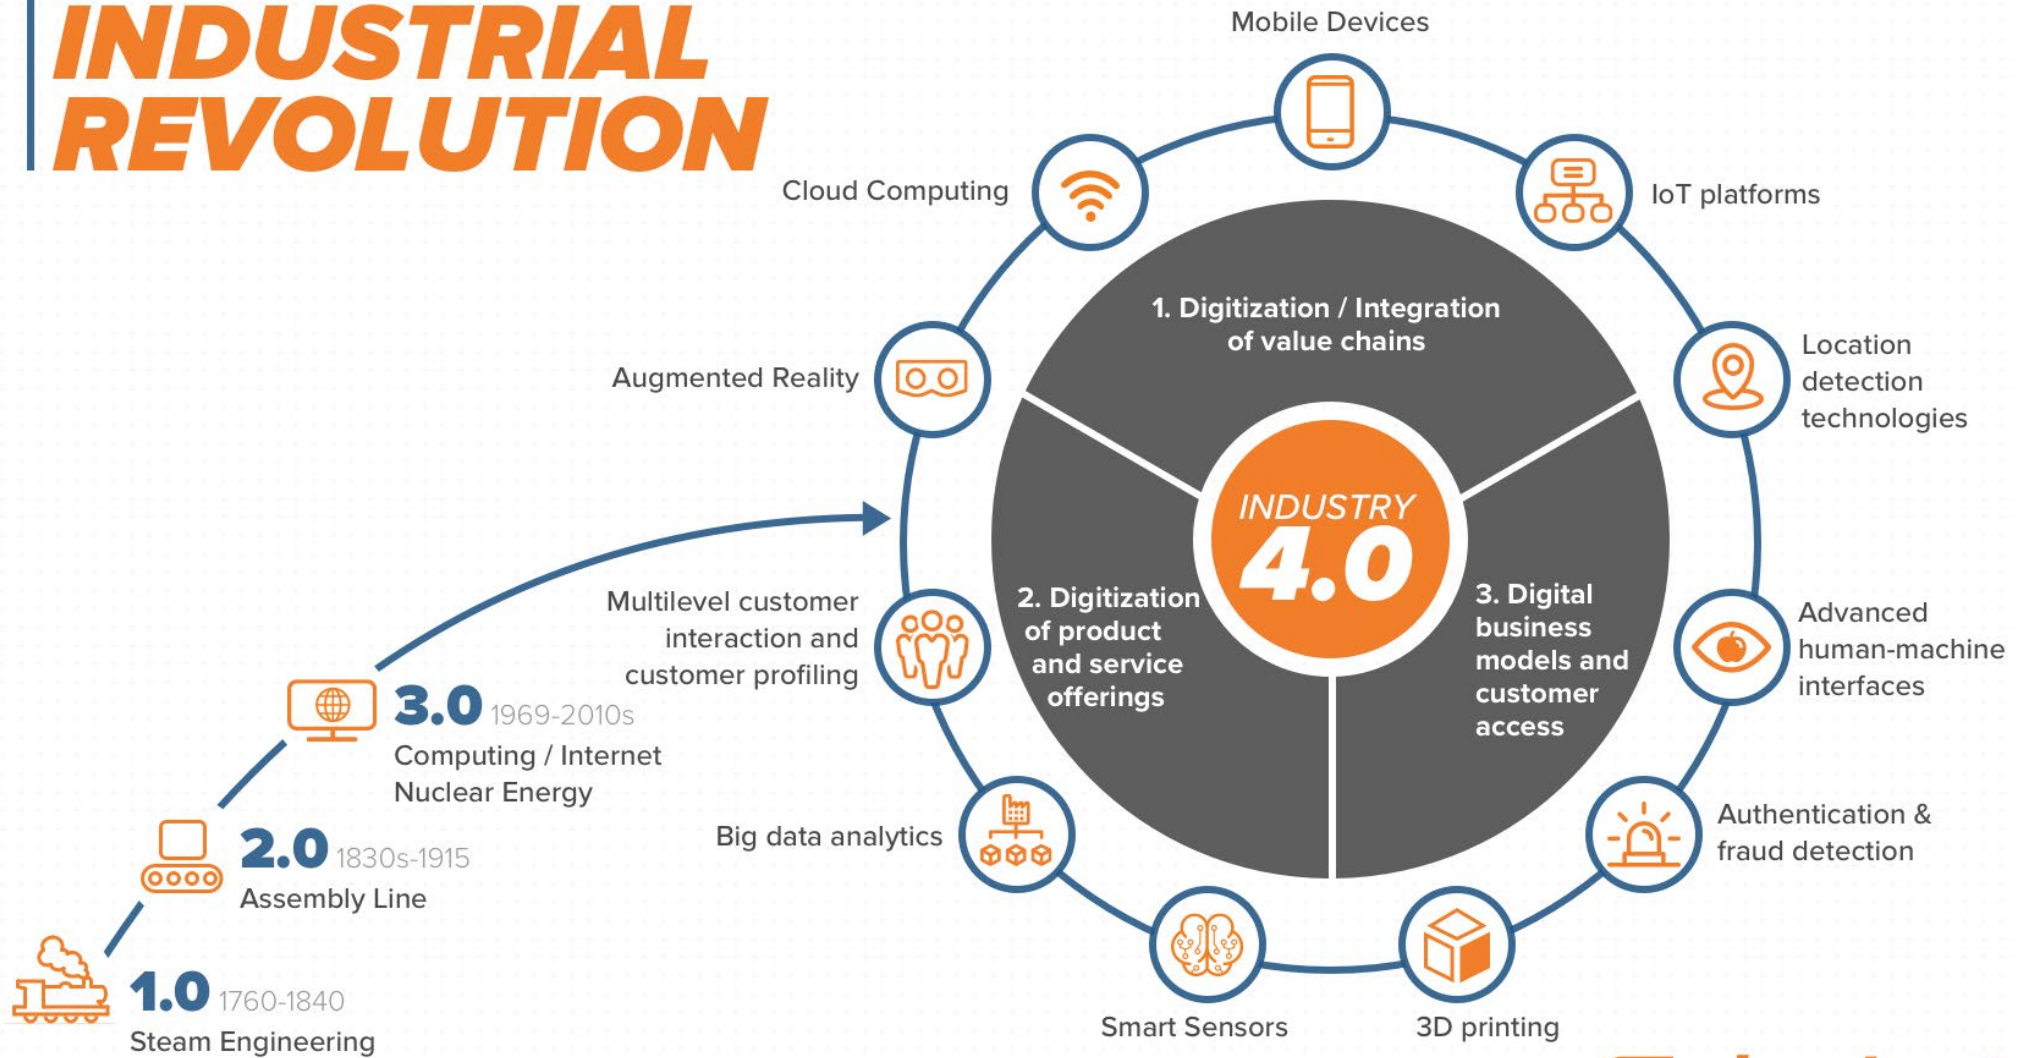 INDUSTRIAL
REVOLUTION
Mobile Devices
Cloud Computing
IoT platforms
Augmented Reality
Location
detection
technologies
1. Digitization / Integration
of value chains
INDUSTRY
4.0
2. Digitization
of product
and service
offerings
3. Digital
business
models and
customer
access
Multilevel customer
interaction and
customer profiling
Advanced
human-machine
interfaces
Big data analytics
Authentication &
fraud detection
Smart Sensors
3D printing
3.0 1969-2010s
Computing / Internet
Nuclear Energy
2.0 1830s-1915
Assembly Line
1.0 1760-1840
Steam Engineering